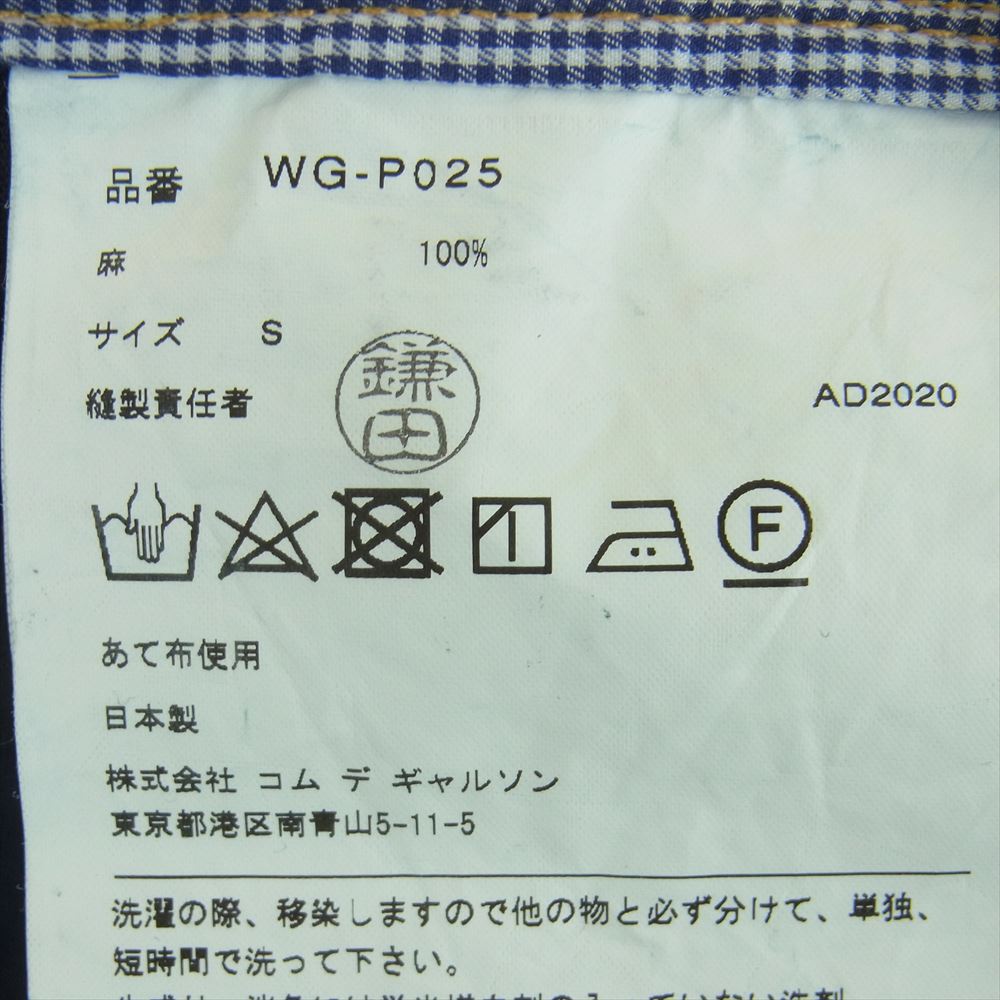 品番 WG-P025
麻 100%
サイズ S
縫製責任者 鎌田 AD2020
F
あて布使用
日本製
株式会社 コム デ ギャルソン
東京都港区南青山5-11-5
洗濯の際、移染しますので他の物と必ず分けて、単独、
短時間で洗って下さい。